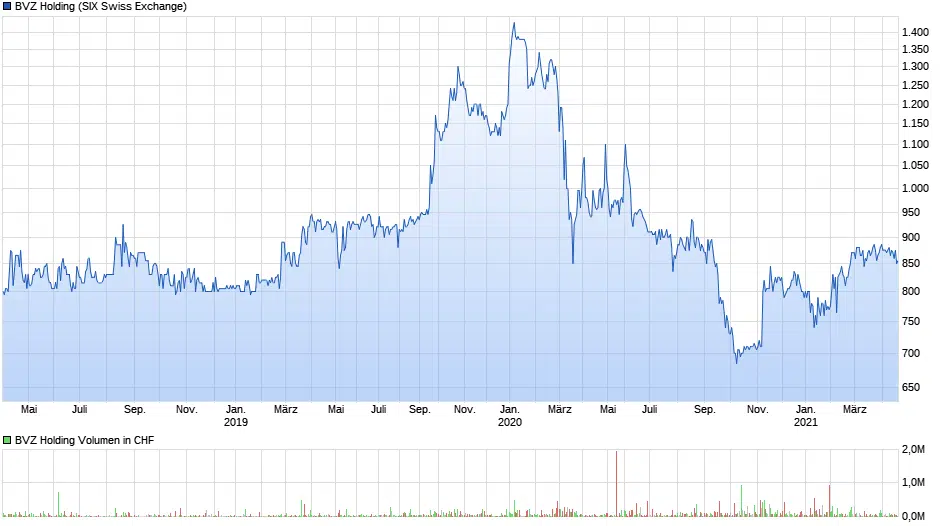 BVZ Holding (SIX Swiss Exchange)
1.400
1.350
1.300
1.250
1.200
1.150
1.100
1.050
1.000
950
900
850
800
750
700
650
Mai Juli Sep. Nov. Jan. März Mai Juli Sep. Nov. Jan. März Mai Juli Sep. Nov. Jan. März
2019 2020 2021
BVZ Holding Volumen in CHF
2,0M
1,0M
0,0M